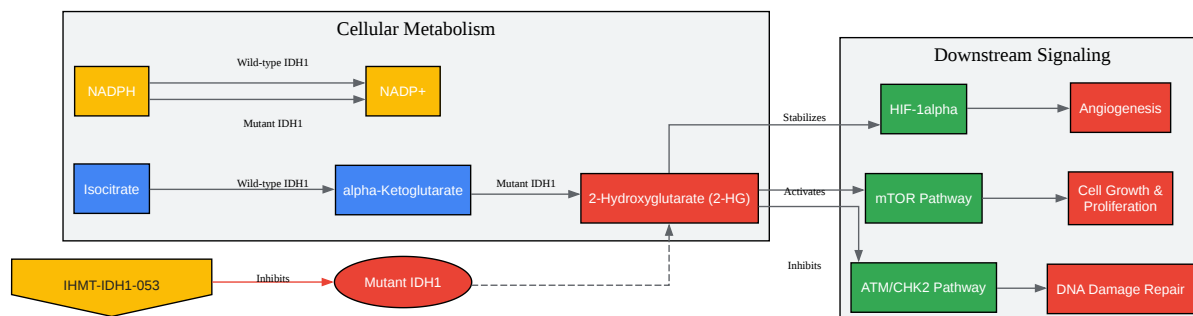 Cellular Metabolism
Downstream Signaling
Wild-type IDH1
NADPH
NADP+
Mutant IDH1
HIF-1alpha
Angiogenesis
Stabilizes
Isocitrate
Wild-type IDH1
alpha-Ketoglutarate
Mutant IDH1
2-Hydroxyglutarate (2-HG)
Activates
mTOR Pathway
Cell Growth &
Proliferation
Inhibits
IHMT-IDH1-053
Inhibits
Mutant IDH1
ATM/CHK2 Pathway
DNA Damage Repair